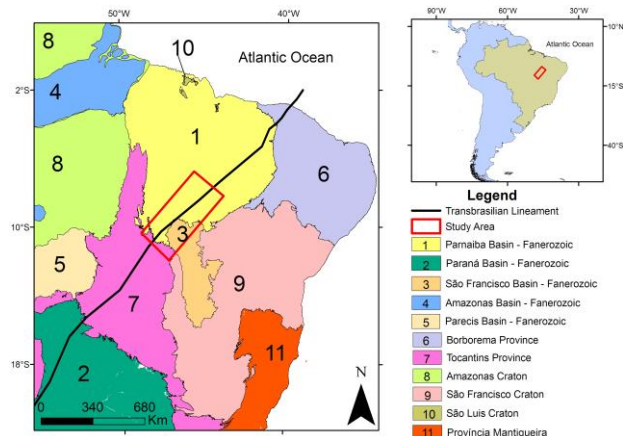 50°W
40°W
8
10
Atlantic Ocean
4
2°S
1
8
6
10°S
3
5
7
9
18°S
11
2
N
0
340
680
Km
90°W
60°W
30°W
10°N
Atlantic Ocean
15°S
40°S
Legend
Transbrasilian Lineament
Study Area
1 Parnaiba Basin - Fanerozoic
2 Paraná Basin - Fanerozoic
3 São Francisco Basin - Fanerozoic
4 Amazonas Basin - Fanerozoic
5 Parecis Basin - Fanerozoic
6 Borborema Province
7 Tocantins Province
8 Amazonas Craton
9 São Francisco Craton
10 São Luis Craton
11 Província Mantiqueira